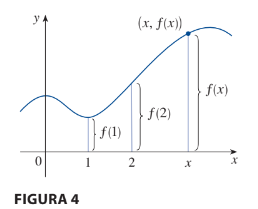 y
(x, f(x))
f(x)
f(2)
f(1)
0 1 2 x x
FIGURA 4